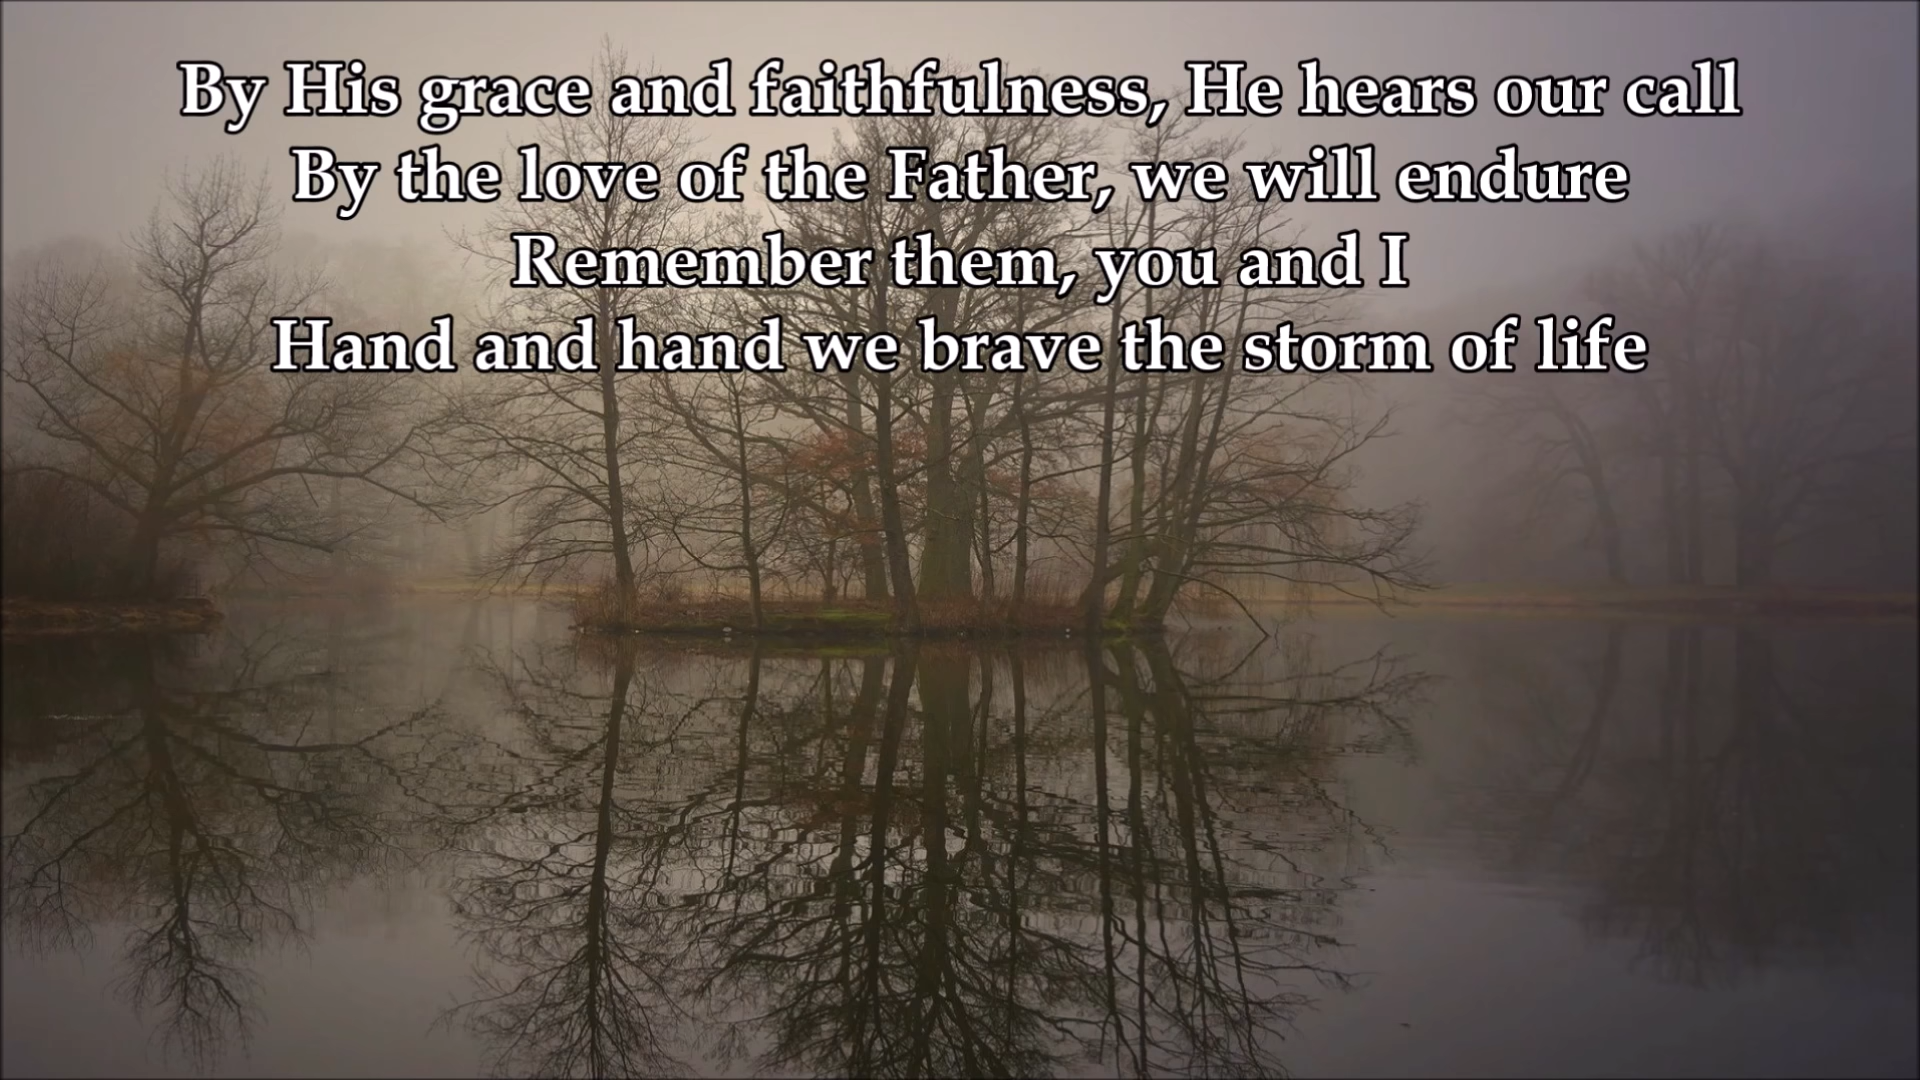 By His grace and faithfulness, He hears our call
By the love of the Father, we will endure
Remember them, you and I
Hand and hand we brave the storm of life